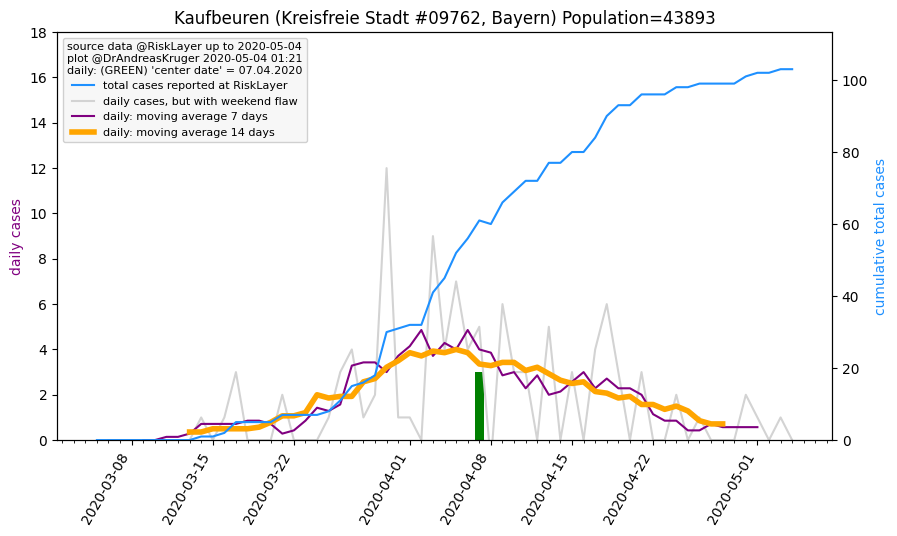 Kaufbeuren (Kreisfreie Stadt #09762, Bayern) Population=43893
source data @RiskLayer up to 2020-05-04
plot @DrAndreasKruger 2020-05-04 01:21
daily: (GREEN) 'center date' = 07.04.2020
total cases reported at RiskLayer
daily cases, but with weekend flaw
daily: moving average 7 days
daily: moving average 14 days
daily cases
18
16
14
12
10
8
6
4
2
0
100
80
60
40
20
0
cumulative total cases
2020-03-08
2020-03-15
2020-03-22
2020-04-01
2020-04-08
2020-04-15
2020-04-22
2020-05-01